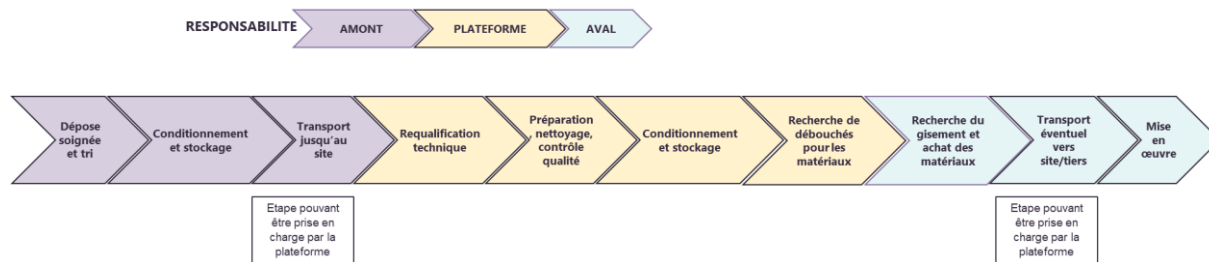 RESPONSABILITE
AMONT
PLATEFORME
AVAL
Dépose
soignée
et tri
Conditionnement
et stockage
Transport
jusqu'au
site
Requalification
technique
Préparation
, nettoyage,
contrôle
qualité
Conditionnement
et stockage
Recherche de
débouchés
pour les
matériaux
Recherche du
gisement et
achat des
matériaux
Transport
éventuel
vers
site/tiers
Mise
en
œuvre
Etape pouvant
être prise en
charge par la
plateforme
Etape pouvant
être prise en
charge par la
plateforme